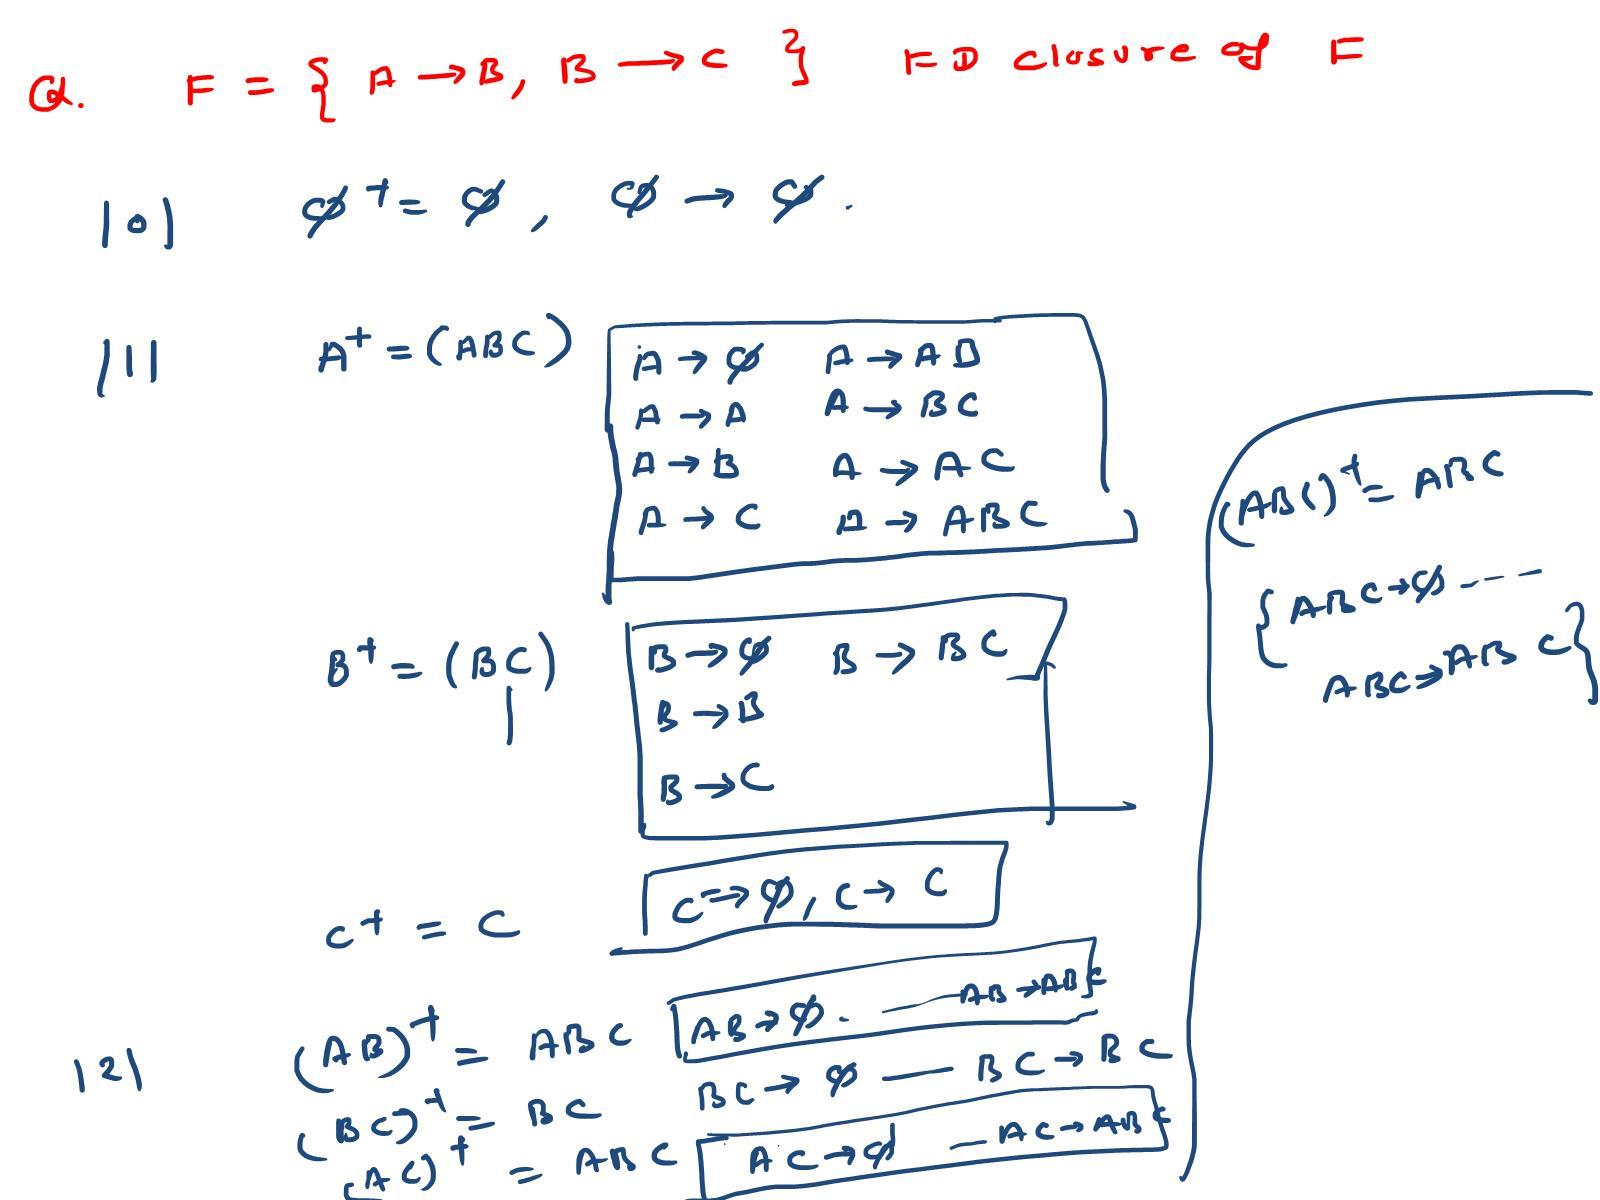 Q. F = { A → B, B → C } FD closure of F
|0| φ+ = φ, φ → φ.
|1| A+ = (ABC)
A → φ A → AB
A → A A → BC
A → B A → AC
A → C A → ABC
B+ = (BC)
B → φ B → BC
B → B
B → C
C+ = C C → φ, C → C
|2| (AB)+ = ABC AB → φ. — AB → ABC
(BC)+ = BC BC → φ — BC → BC
(AC)+ = ABC AC → φ — AC → ABC
(ABC)+ = ABC
{ ABC → φ ----
ABC → ABC }